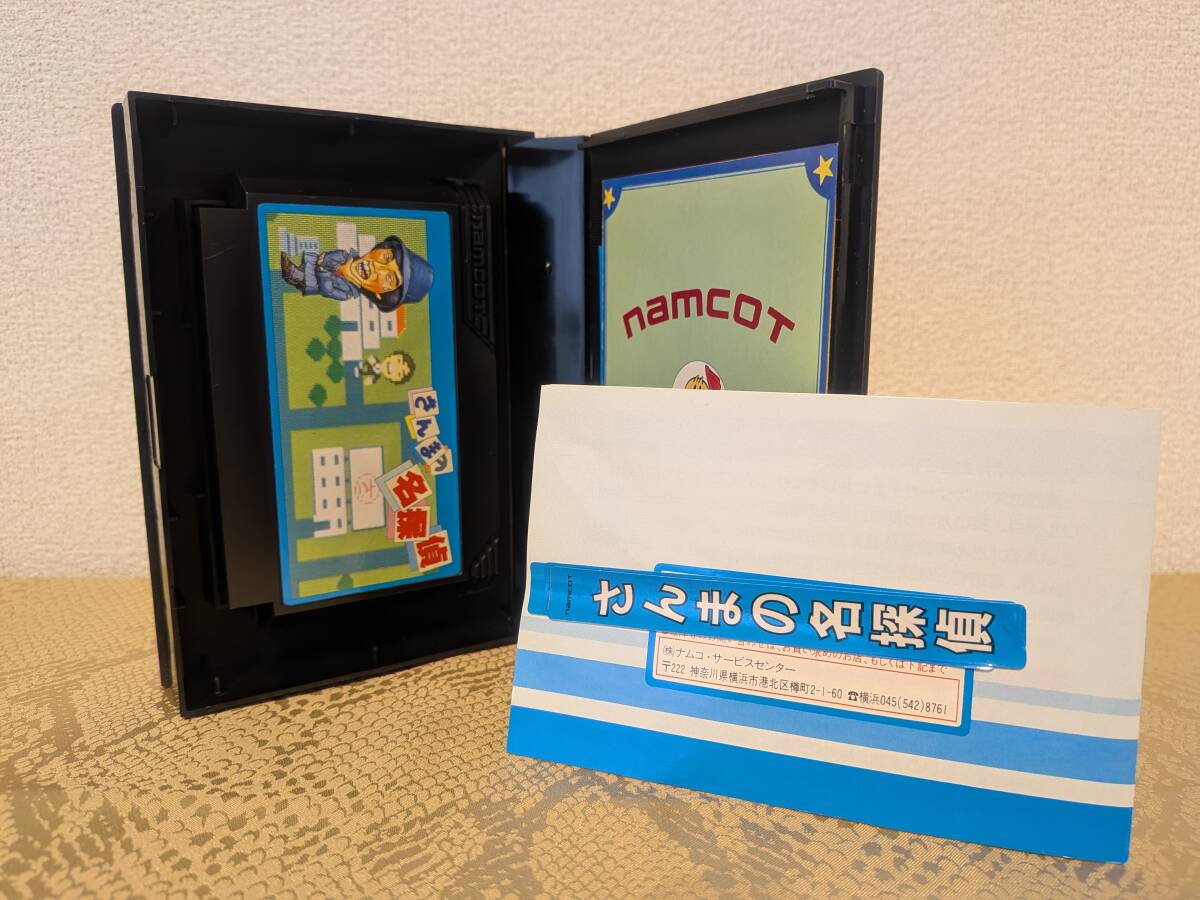 namcot
さんまの
名探偵
namcot
namcot
さんまの名探偵
(株)ナムコ・サービスセンター
〒222 神奈川県横浜市港北区樽町2-1-60 ☎横浜045(542)8761